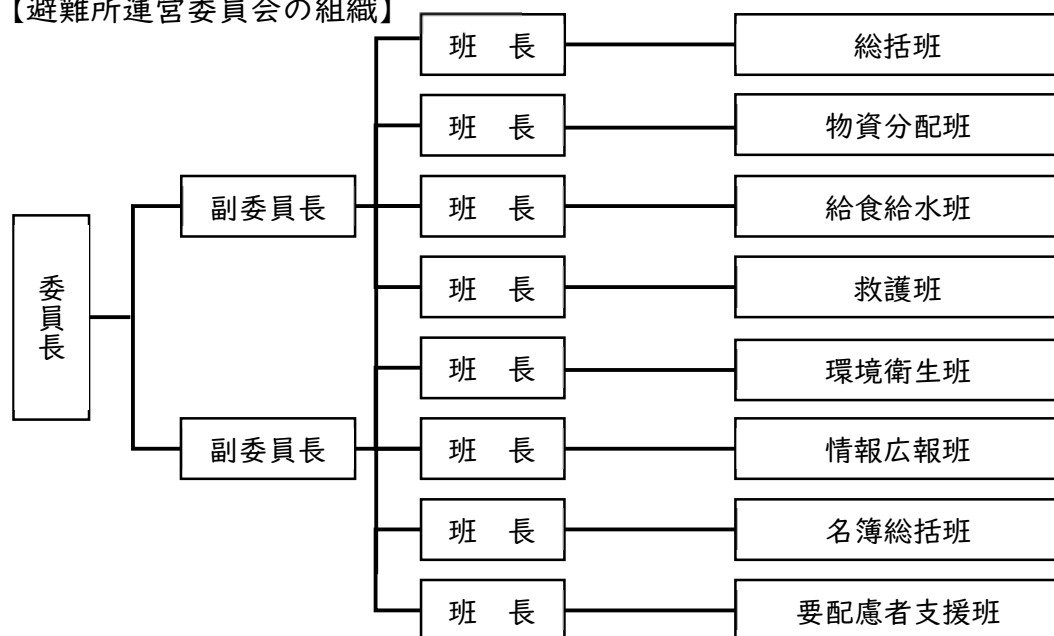 【避難所運営委員会の組織】
班　長
総括班
班　長
物資分配班
副委員長
班　長
給食給水班
委員長
班　長
救護班
班　長
環境衛生班
副委員長
班　長
情報広報班
班　長
名簿総括班
班　長
要配慮者支援班